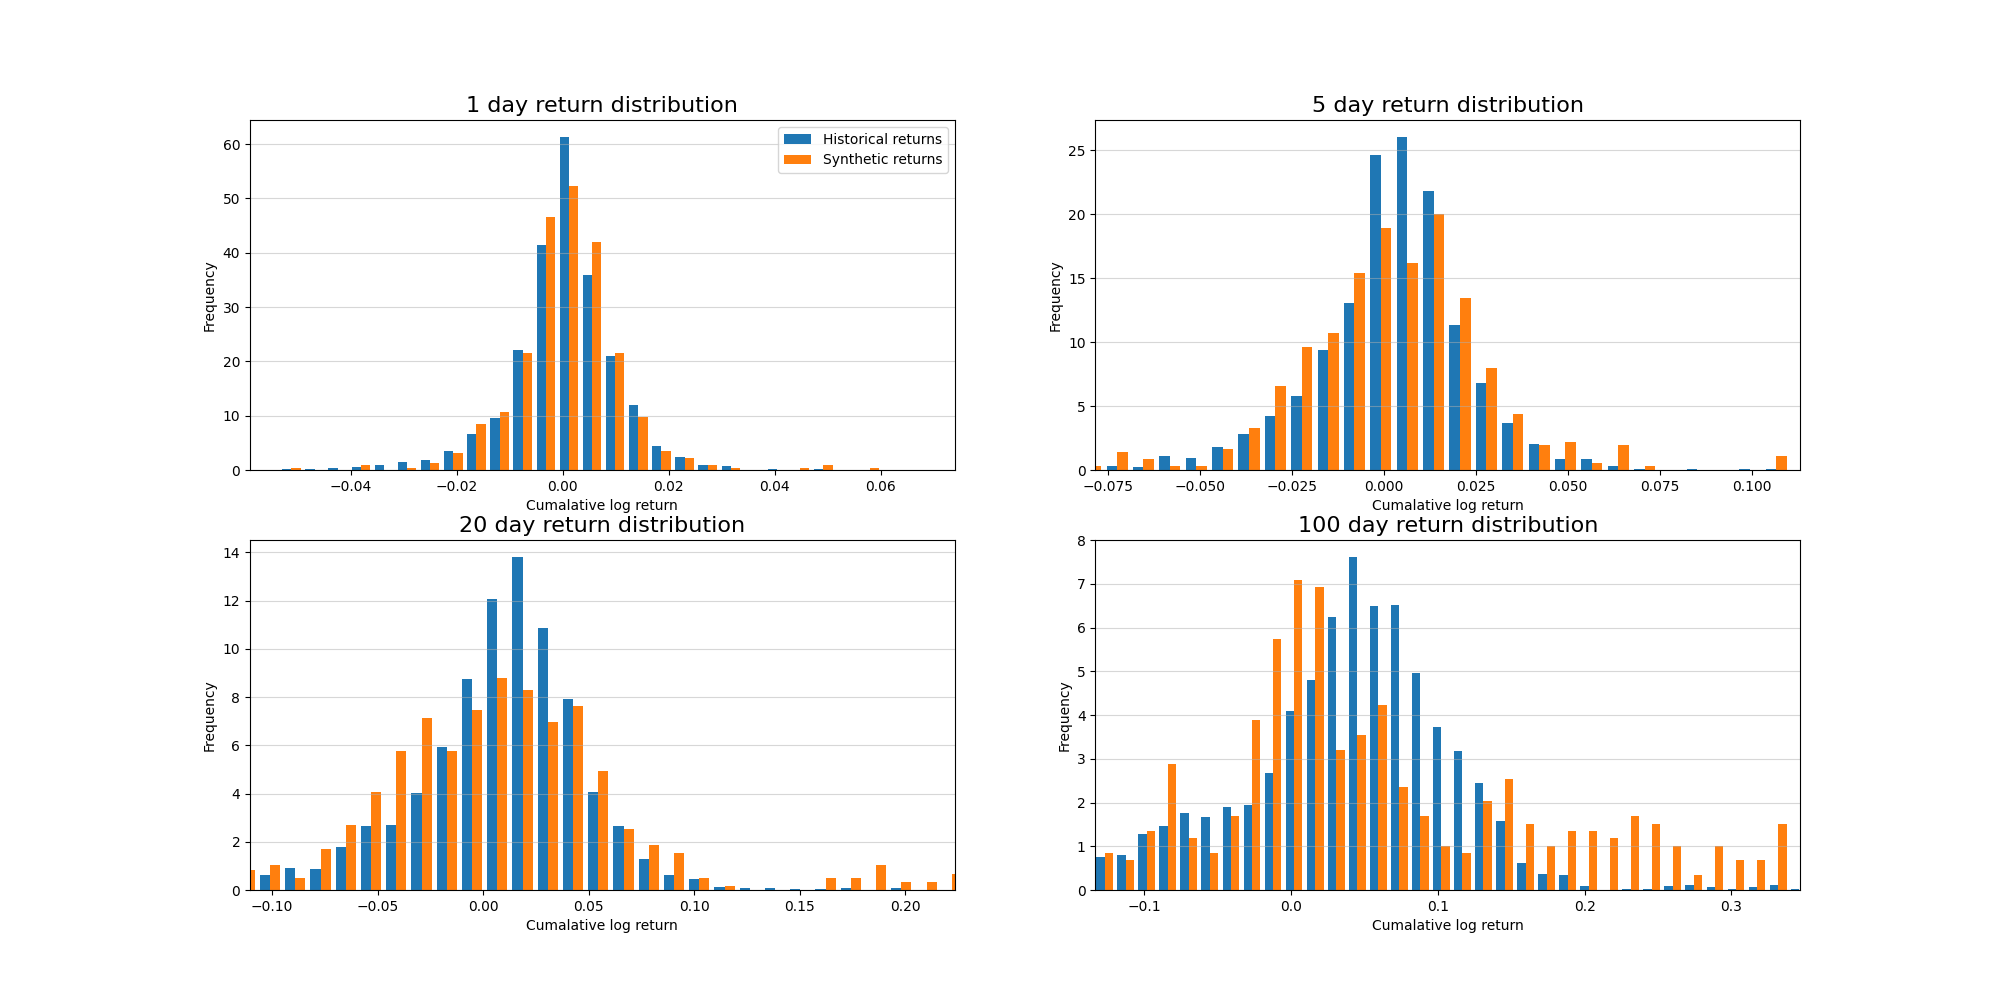 1 day return distribution
60
50
40
30
20
10
0
Frequency
Historical returns
Synthetic returns
−0.04 −0.02 0.00 0.02 0.04 0.06
Cumalative log return
5 day return distribution
25
20
15
10
5
0
Frequency
−0.075 −0.050 −0.025 0.000 0.025 0.050 0.075 0.100
Cumalative log return
20 day return distribution
14
12
10
8
6
4
2
0
Frequency
−0.10 −0.05 0.00 0.05 0.10 0.15 0.20
Cumalative log return
100 day return distribution
8
7
6
5
4
3
2
1
0
Frequency
−0.1 0.0 0.1 0.2 0.3
Cumalative log return